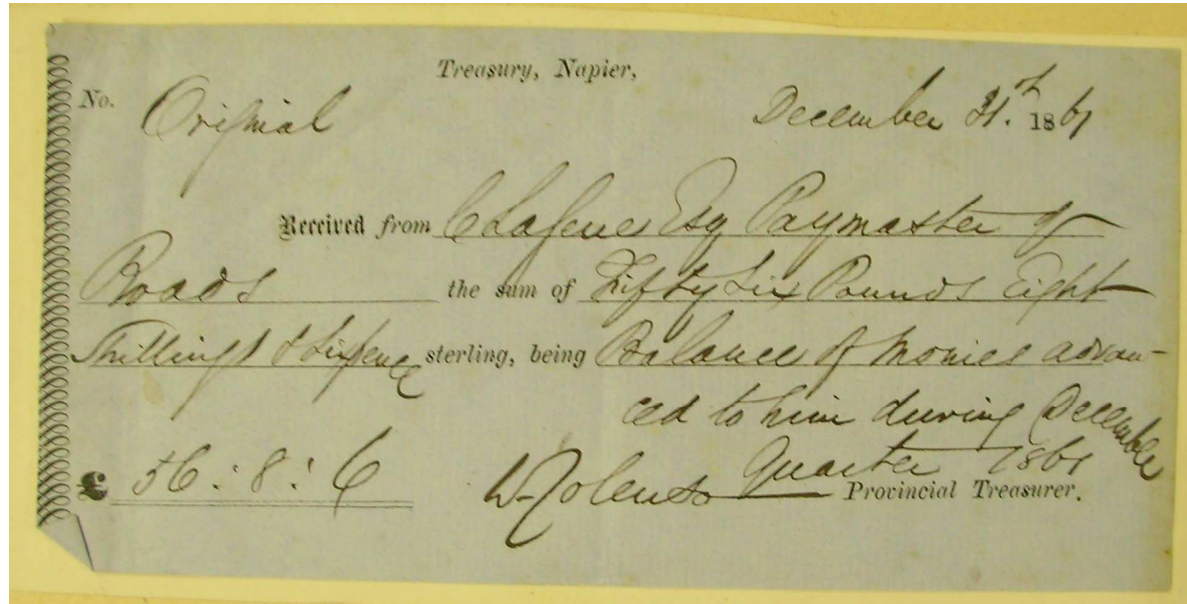 Treasury, Napier,
No. Original December 31st. 1861
Received from C LaServe Esq Paymaster of
Roads the sum of Fifty Six Pounds Eight
Shillings & Sixpence sterling, being Balance of Monies advan-
ced to him during December
Quarter 1861
£ 56 : 8 : 6 W Colenso Provincial Treasurer.